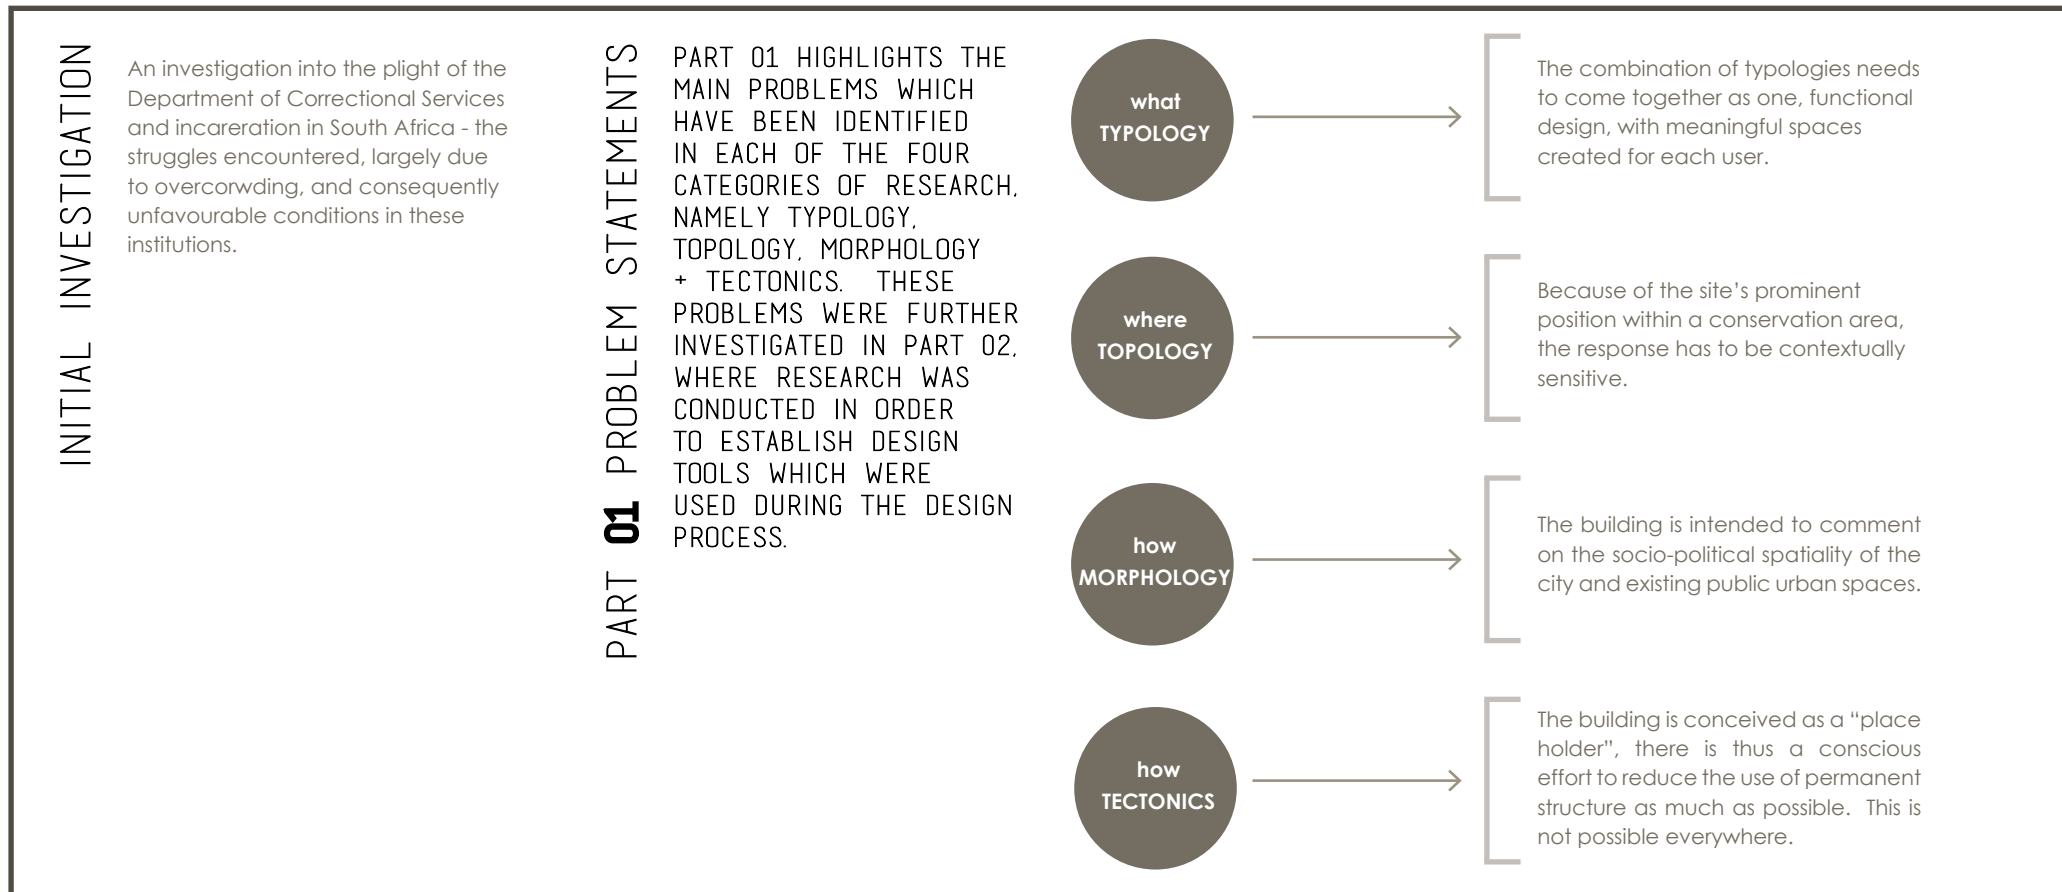 INITIAL INVESTIGATION
An investigation into the plight of the
Department of Correctional Services
and incareration in South Africa - the
struggles encountered, largely due
to overcorwding, and consequently
unfavourable conditions in these
institutions.
PART 01 PROBLEM STATEMENTS
PART 01 HIGHLIGHTS THE
MAIN PROBLEMS WHICH
HAVE BEEN IDENTIFIED
IN EACH OF THE FOUR
CATEGORIES OF RESEARCH,
NAMELY TYPOLOGY,
TOPOLOGY, MORPHOLOGY
+ TECTONICS. THESE
PROBLEMS WERE FURTHER
INVESTIGATED IN PART 02,
WHERE RESEARCH WAS
CONDUCTED IN ORDER
TO ESTABLISH DESIGN
TOOLS WHICH WERE
USED DURING THE DESIGN
PROCESS.
what
TYPOLOGY
The combination of typologies needs
to come together as one, functional
design, with meaningful spaces
created for each user.
where
TOPOLOGY
Because of the site’s prominent
position within a conservation area,
the response has to be contextually
sensitive.
how
MORPHOLOGY
The building is intended to comment
on the socio-political spatiality of the
city and existing public urban spaces.
how
TECTONICS
The building is conceived as a “place
holder”, there is thus a conscious
effort to reduce the use of permanent
structure as much as possible. This is
not possible everywhere.